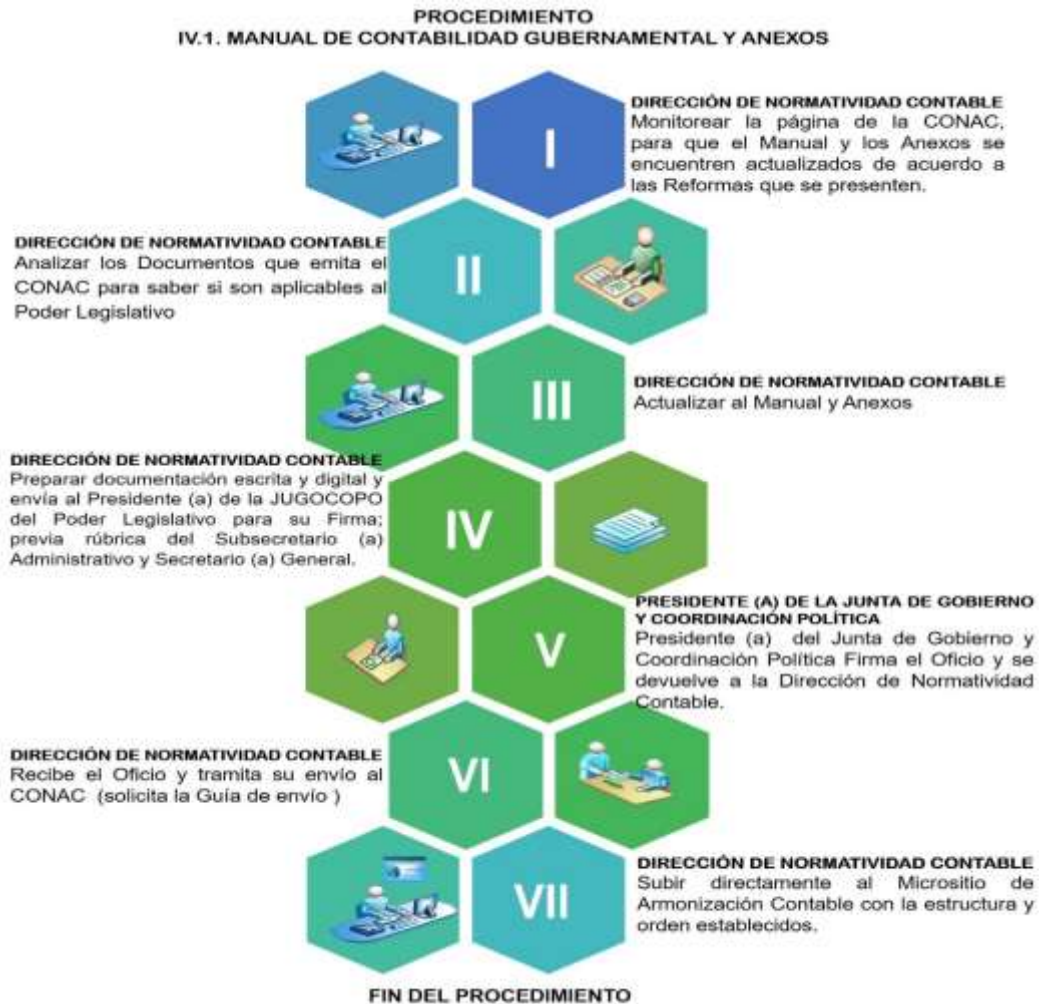 PROCEDIMIENTO
IV.1. MANUAL DE CONTABILIDAD GUBERNAMENTAL Y ANEXOS
I
DIRECCIÓN DE NORMATIVIDAD CONTABLE
Monitorear la página de la CONAC,
para que el Manual y los Anexos se
encuentren actualizados de acuerdo a
las Reformas que se presenten.
DIRECCIÓN DE NORMATIVIDAD CONTABLE
Analizar los Documentos que emita el
CONAC para saber si son aplicables al
Poder Legislativo
II
III
DIRECCIÓN DE NORMATIVIDAD CONTABLE
Actualizar al Manual y Anexos
DIRECCIÓN DE NORMATIVIDAD CONTABLE
Preparar documentación escrita y digital y
envía al Presidente (a) de la JUGOCOPO
del Poder Legislativo para su Firma;
previa rúbrica del Subsecretario (a)
Administrativo y Secretario (a) General.
IV
V
PRESIDENTE (A) DE LA JUNTA DE GOBIERNO
Y COORDINACIÓN POLÍTICA
Presidente (a) del Junta de Gobierno y
Coordinación Política Firma el Oficio y se
devuelve a la Dirección de Normatividad
Contable.
DIRECCIÓN DE NORMATIVIDAD CONTABLE
Recibe el Oficio y tramita su envío al
CONAC (solicita la Guía de envío )
VI
VII
DIRECCIÓN DE NORMATIVIDAD CONTABLE
Subir directamente al Micrositio de
Armonización Contable con la estructura y
orden establecidos.
FIN DEL PROCEDIMIENTO